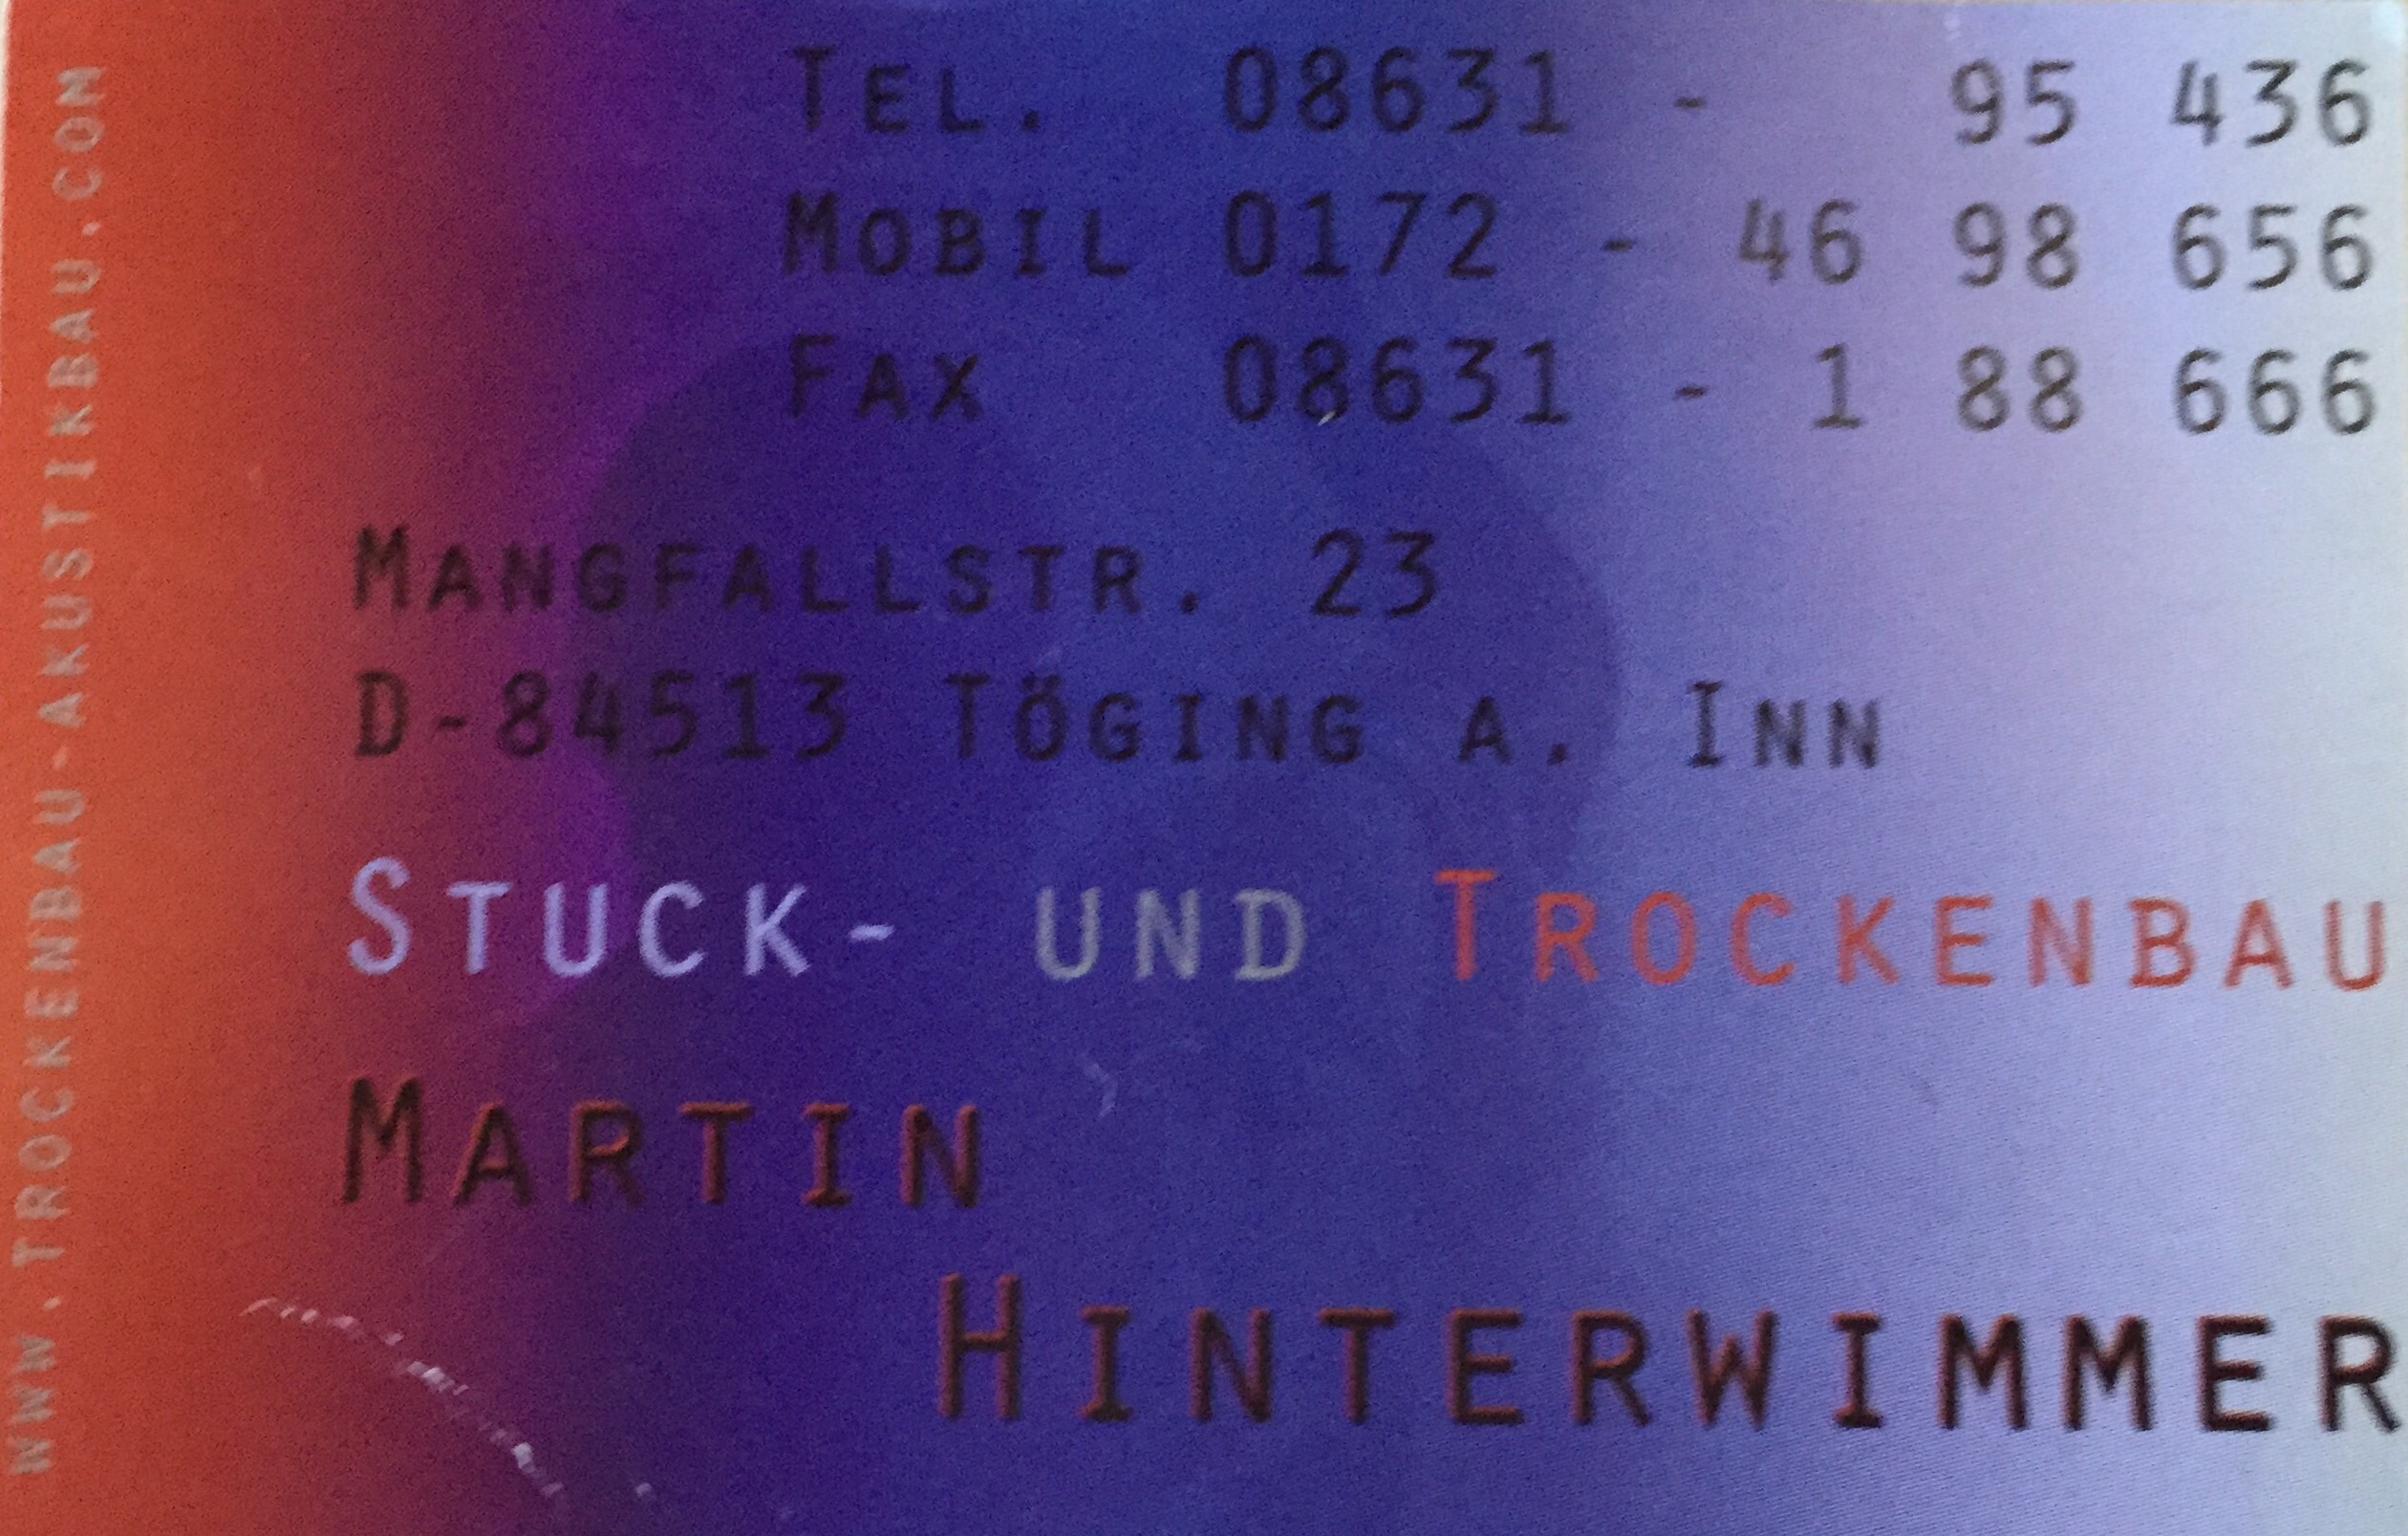 TEL. 08631 - 95 436
MOBIL 0172 - 46 98 656
FAX 08631 - 1 88 666
MANGFALLSTR. 23
D-84513 TÖGING A. INN
STUCK- UND TROCKENBAU
MARTIN
HINTERWIMMER
WWW.TROCKENBAU-AKUSTIKBAU.COM